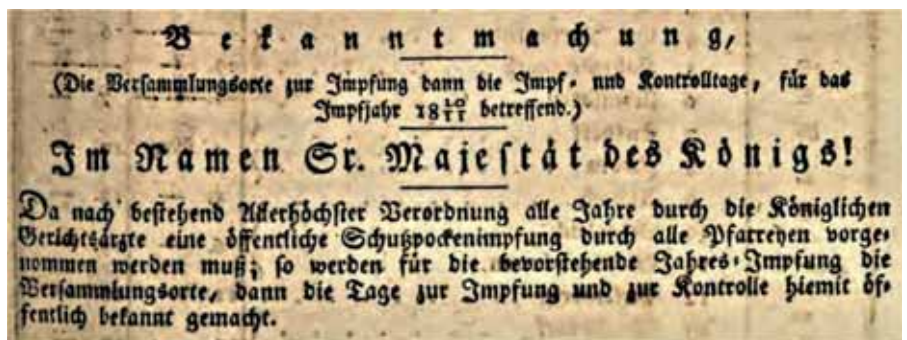 Bekanntmachung,
(Die Versammlungsorte zur Impfung dann die Impf- und Kontrolltage, für das
Impfjahr 18 10/11 betreffend.)
Im Namen Sr. Majestät des Königs!
Da nach bestehend Allerhöchster Verordnung alle Jahre durch die Königlichen
Gerichtsärzte eine öffentliche Schutzpockenimpfung durch alle Pfarreyen vorge-
nommen werden muß; so werden für die bevorstehende Jahres-Impfung die
Versammlungsorte, dann die Tage zur Impfung und zur Kontrolle hiemit öf-
fentlich bekannt gemacht.